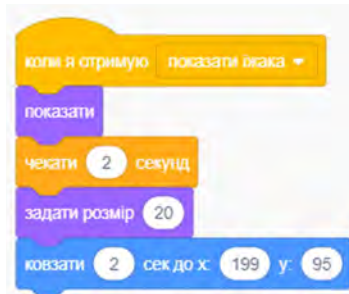 коли я отримую показати їжака
показати
чекати 2 секунд
задати розмір 20
ковзати 2 сек до x: 199 y: 95